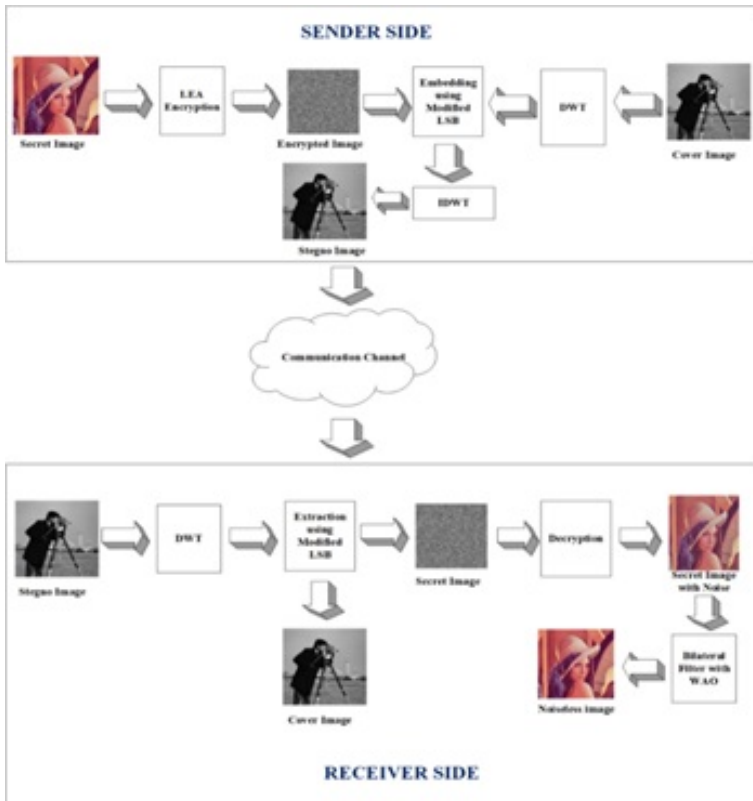 SENDER SIDE
LEA
Encryption
Embedding
using
Modified
LSB
DWT
Secret Image
Encrypted Image
Cover Image
IDWT
Stegno Image
Communication Channel
DWT
Extraction
using
Modified
LSB
Decryption
Stegno Image
Secret Image
Secret Image
with Noise
Bilateral
Filter with
WAO
Cover Image
Noiseless image
RECEIVER SIDE